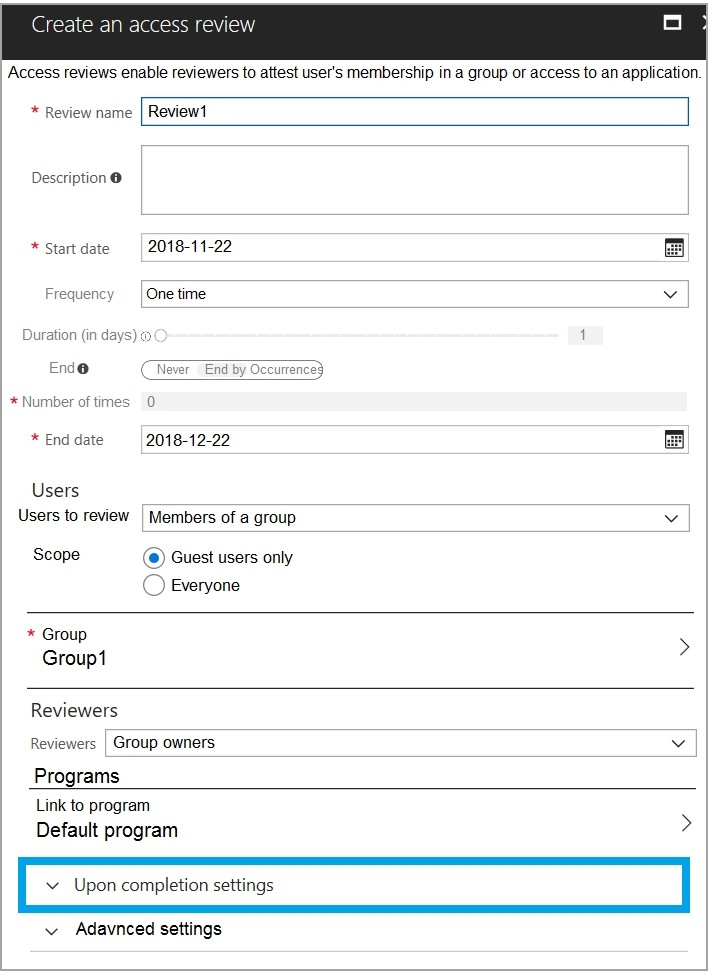 Create an access review
Access reviews enable reviewers to attest user's membership in a group or access to an application.
* Review name Review1
Description
* Start date 2018-11-22
Frequency One time
Duration (in days) 1
End Never End by Occurrences
* Number of times 0
* End date 2018-12-22
Users
Users to review Members of a group
Scope Guest users only
Everyone
* Group
Group1
Reviewers
Reviewers Group owners
Programs
Link to program
Default program
Upon completion settings
Adavnced settings